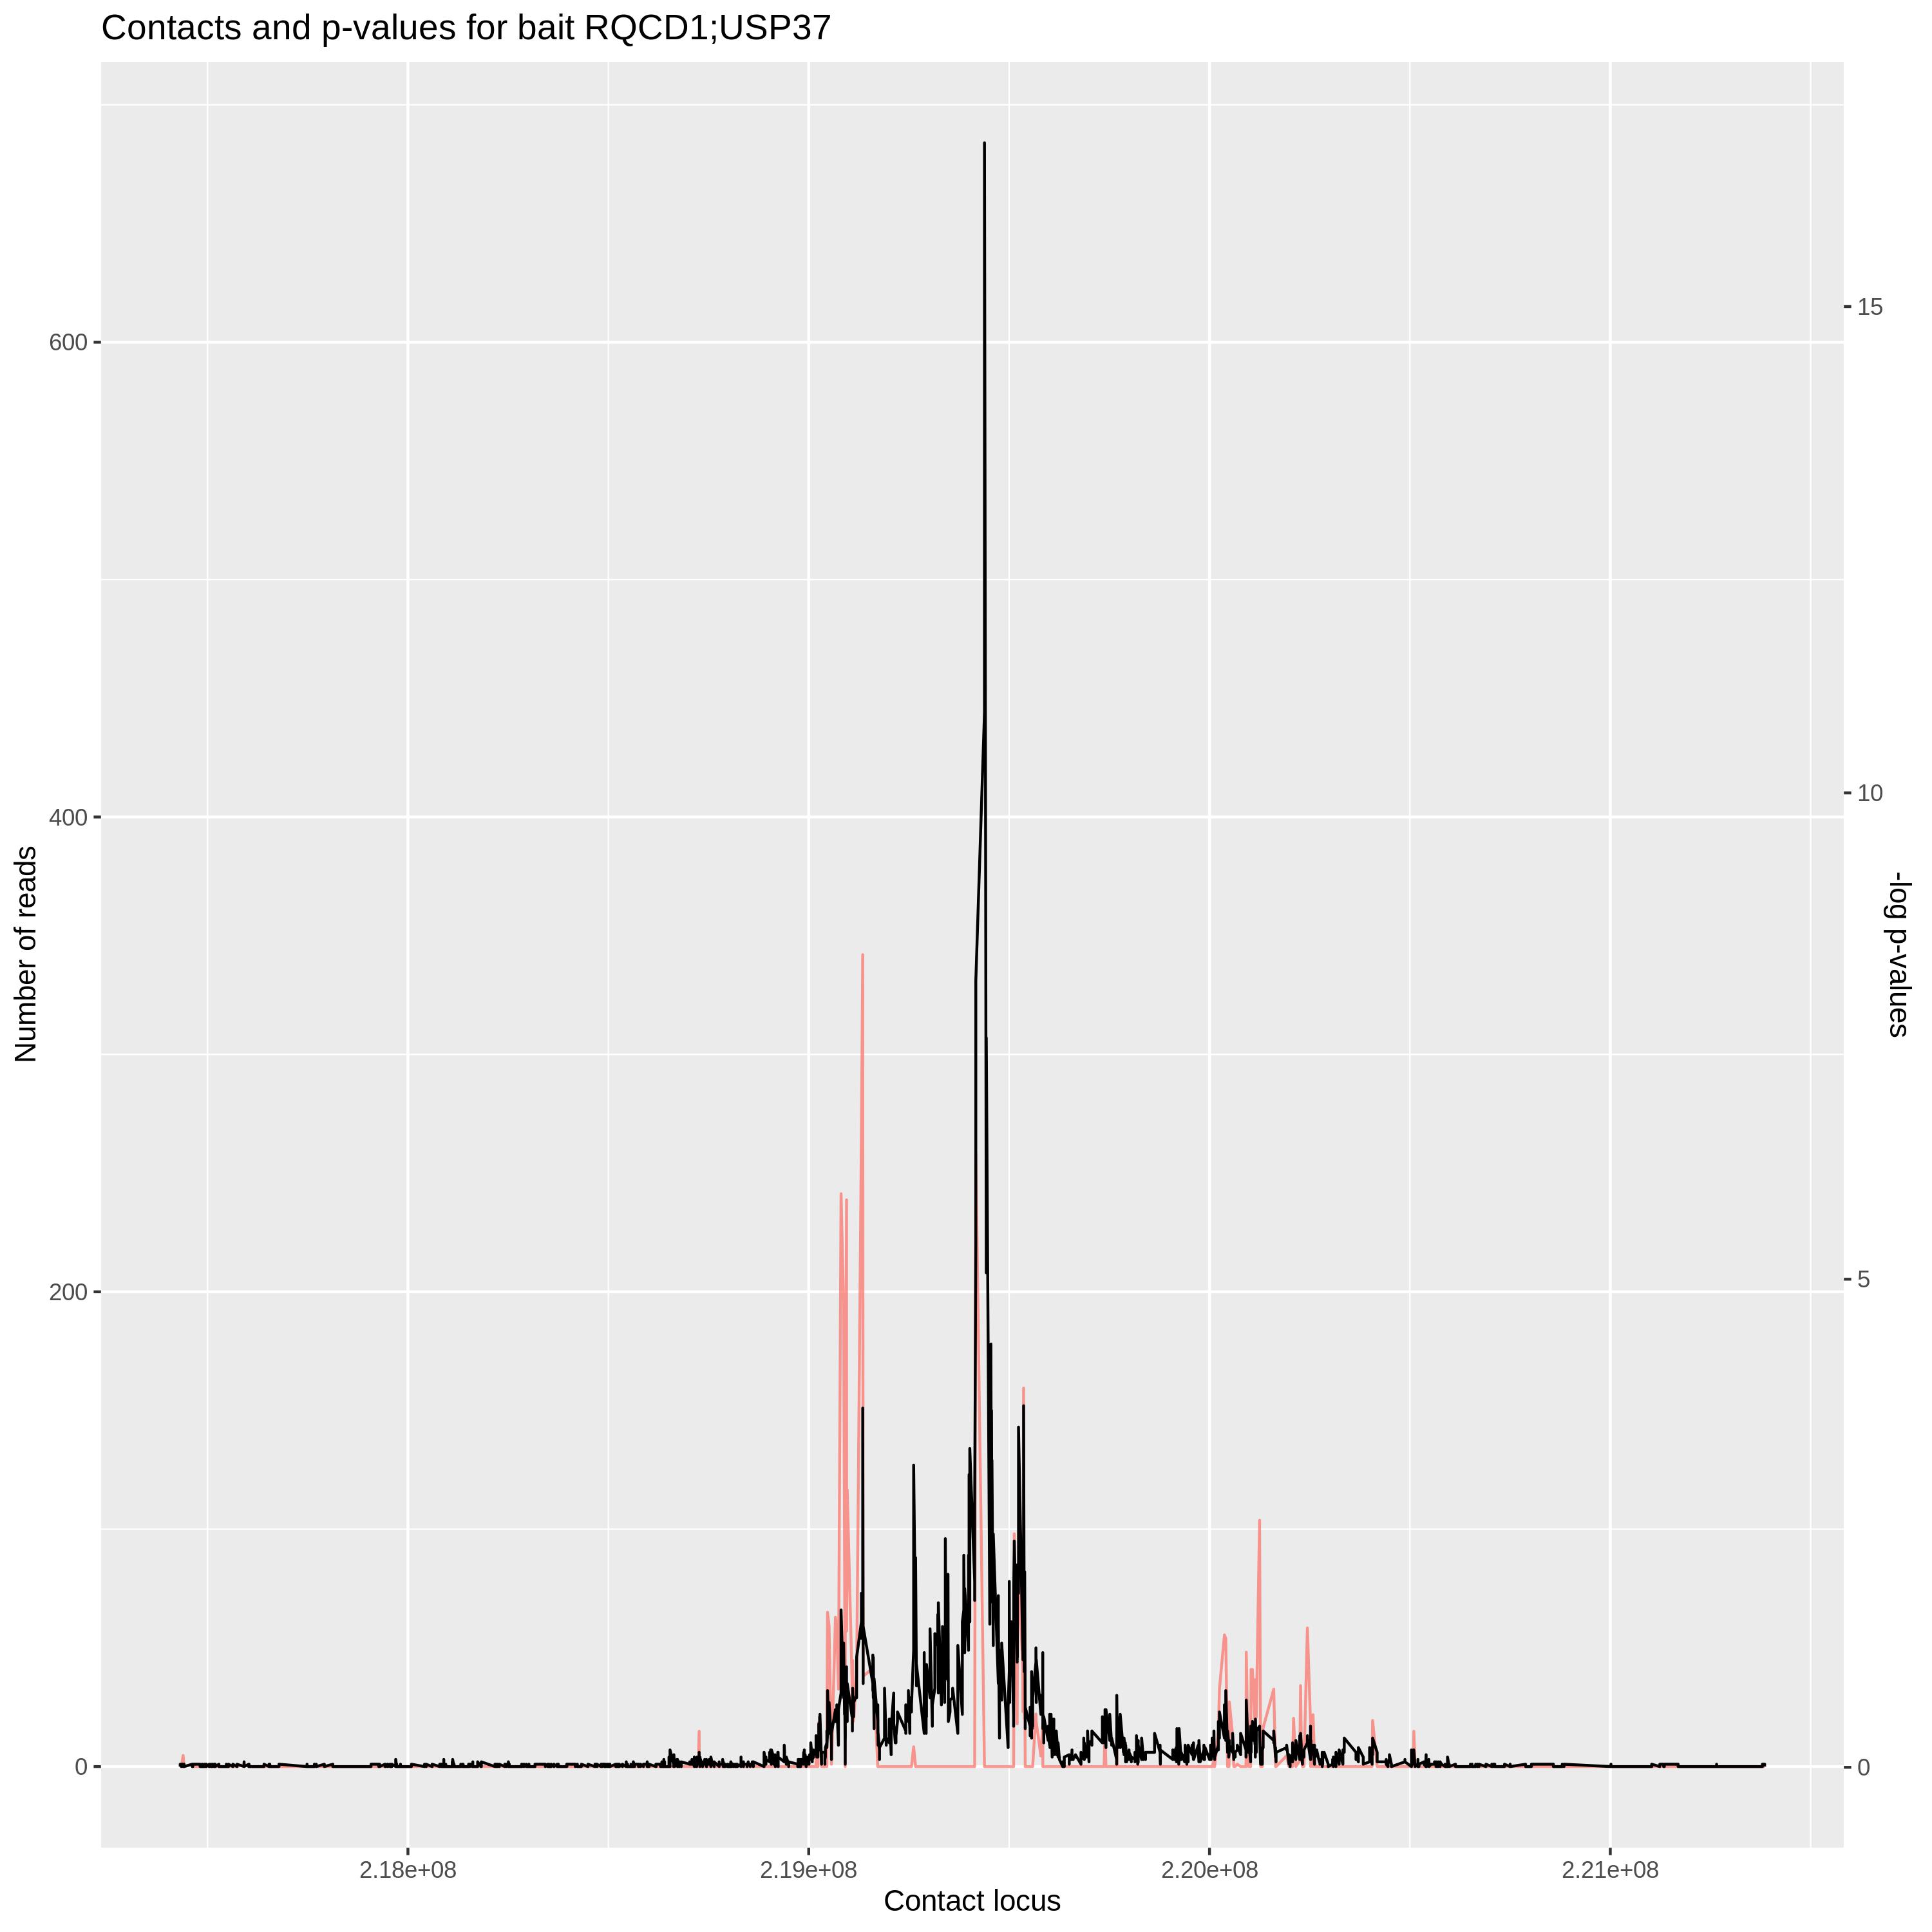 Contacts and p-values for bait RQCD1;USP37
600
400
200
0
Number of reads
15
10
5
0
-log p-values
2.18e+08
2.19e+08
2.20e+08
2.21e+08
Contact locus